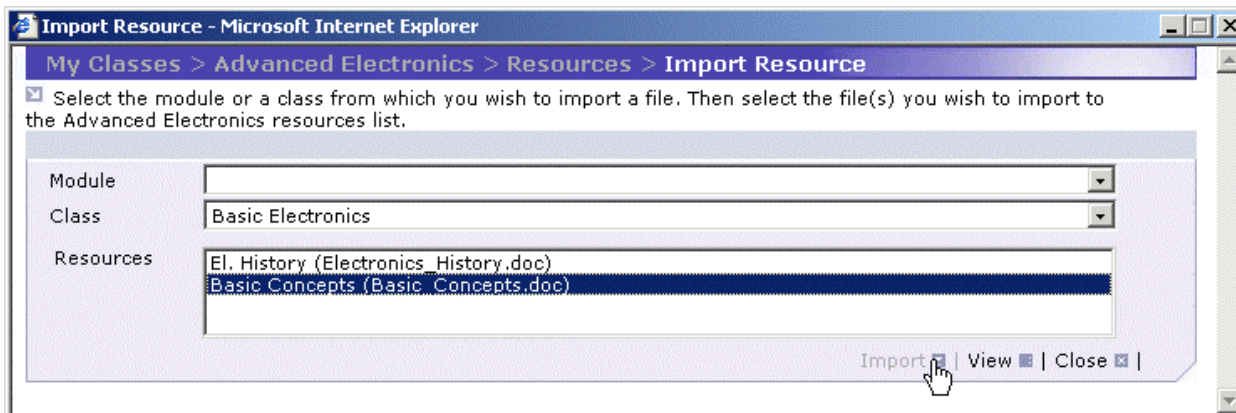 Import Resource - Microsoft Internet Explorer
My Classes > Advanced Electronics > Resources > Import Resource
Select the module or a class from which you wish to import a file. Then select the file(s) you wish to import to
the Advanced Electronics resources list.
Module
Class Basic Electronics
Resources El. History (Electronics_History.doc)
Basic Concepts (Basic_Concepts.doc)
Import | View | Close |